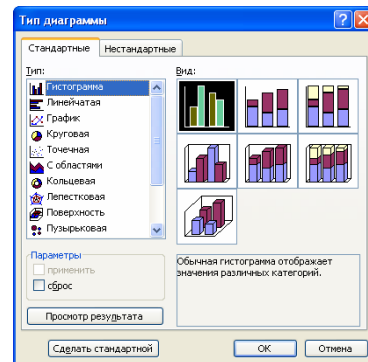 Тип диаграммы
Стандартные Нестандартные
Тип:
Вид:
Гистограмма
Линейчатая
График
Круговая
Точечная
С областями
Кольцевая
Лепестковая
Поверхность
Пузырьковая
Параметры
применить
сброс
Обычная гистограмма отображает
значения различных категорий.
Просмотр результата
Сделать стандартной
ОК
Отмена